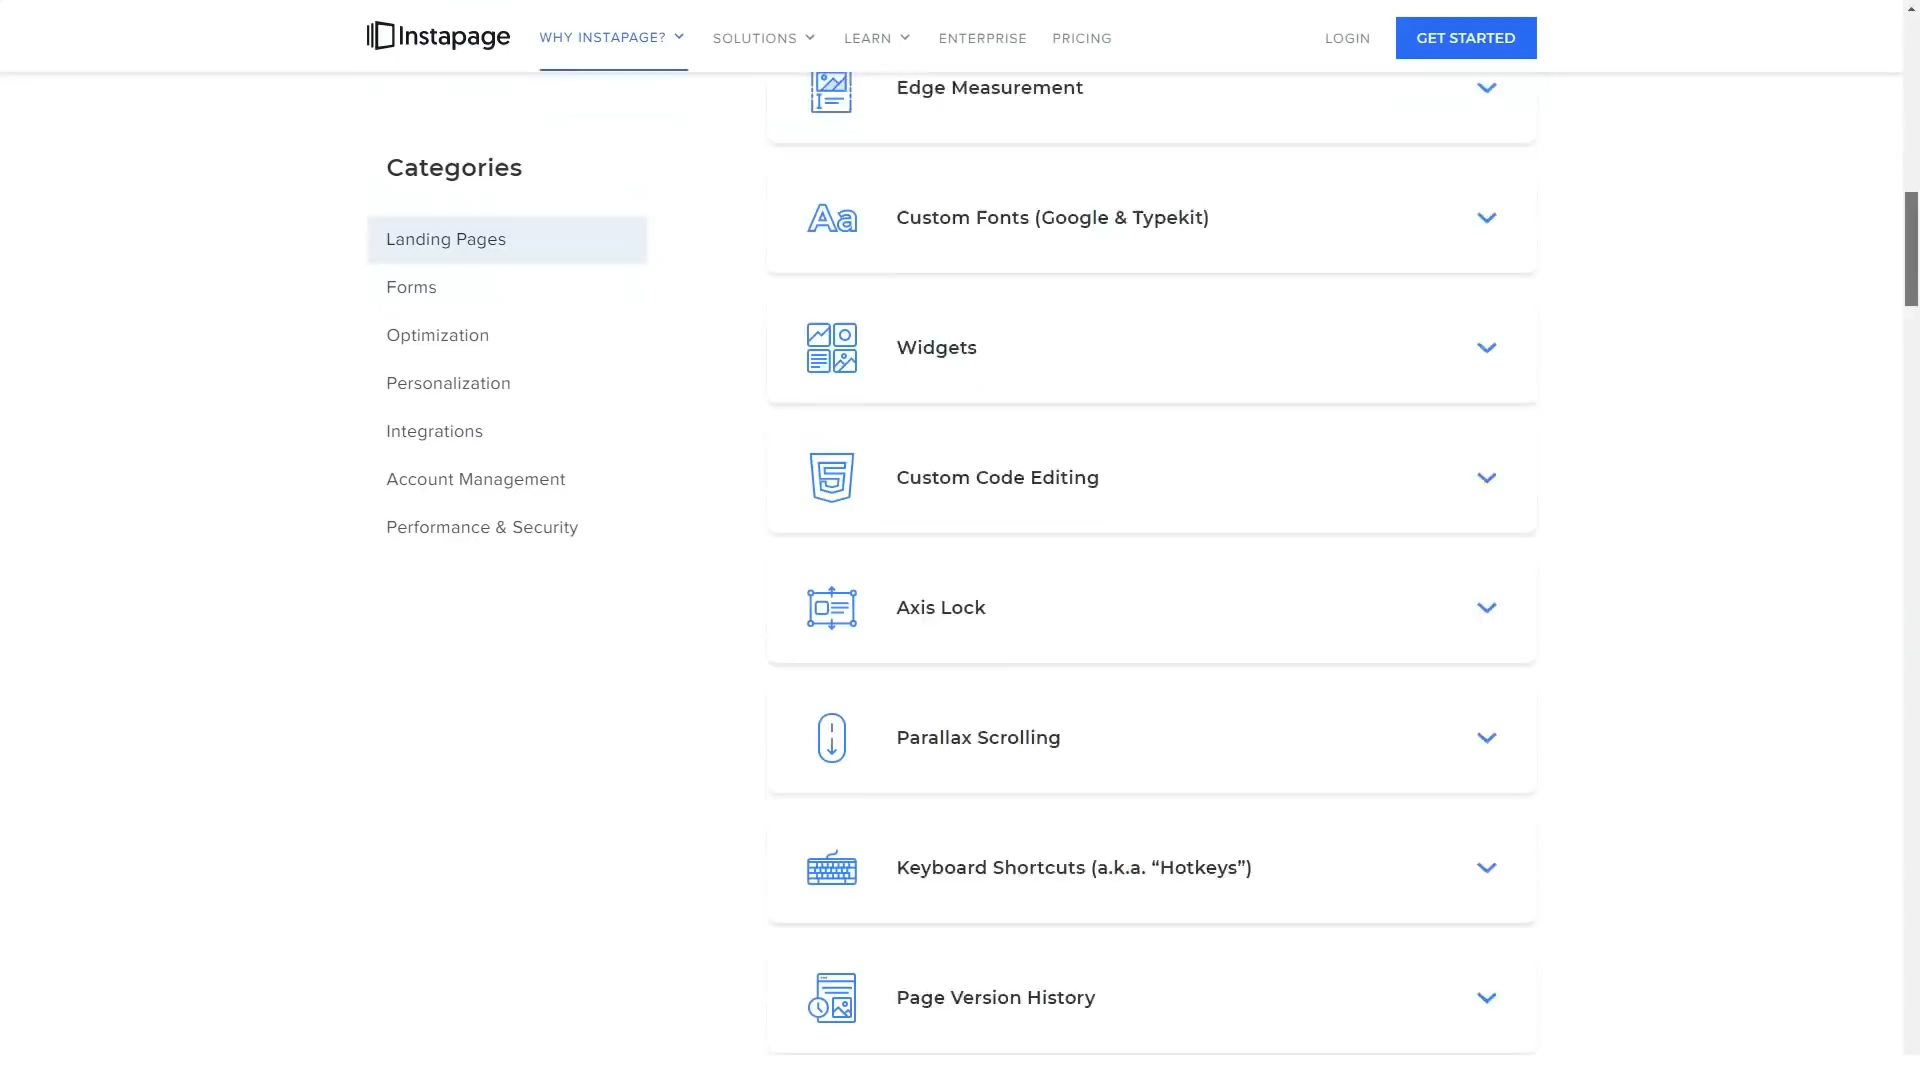 Instapage
WHY INSTAPAGE?
SOLUTIONS
LEARN
ENTERPRISE
PRICING
LOGIN
GET STARTED
Categories
Landing Pages
Forms
Optimization
Personalization
Integrations
Account Management
Performance & Security
Edge Measurement
Custom Fonts (Google & Typekit)
Widgets
Custom Code Editing
Axis Lock
Parallax Scrolling
Keyboard Shortcuts (a.k.a. “Hotkeys”)
Page Version History